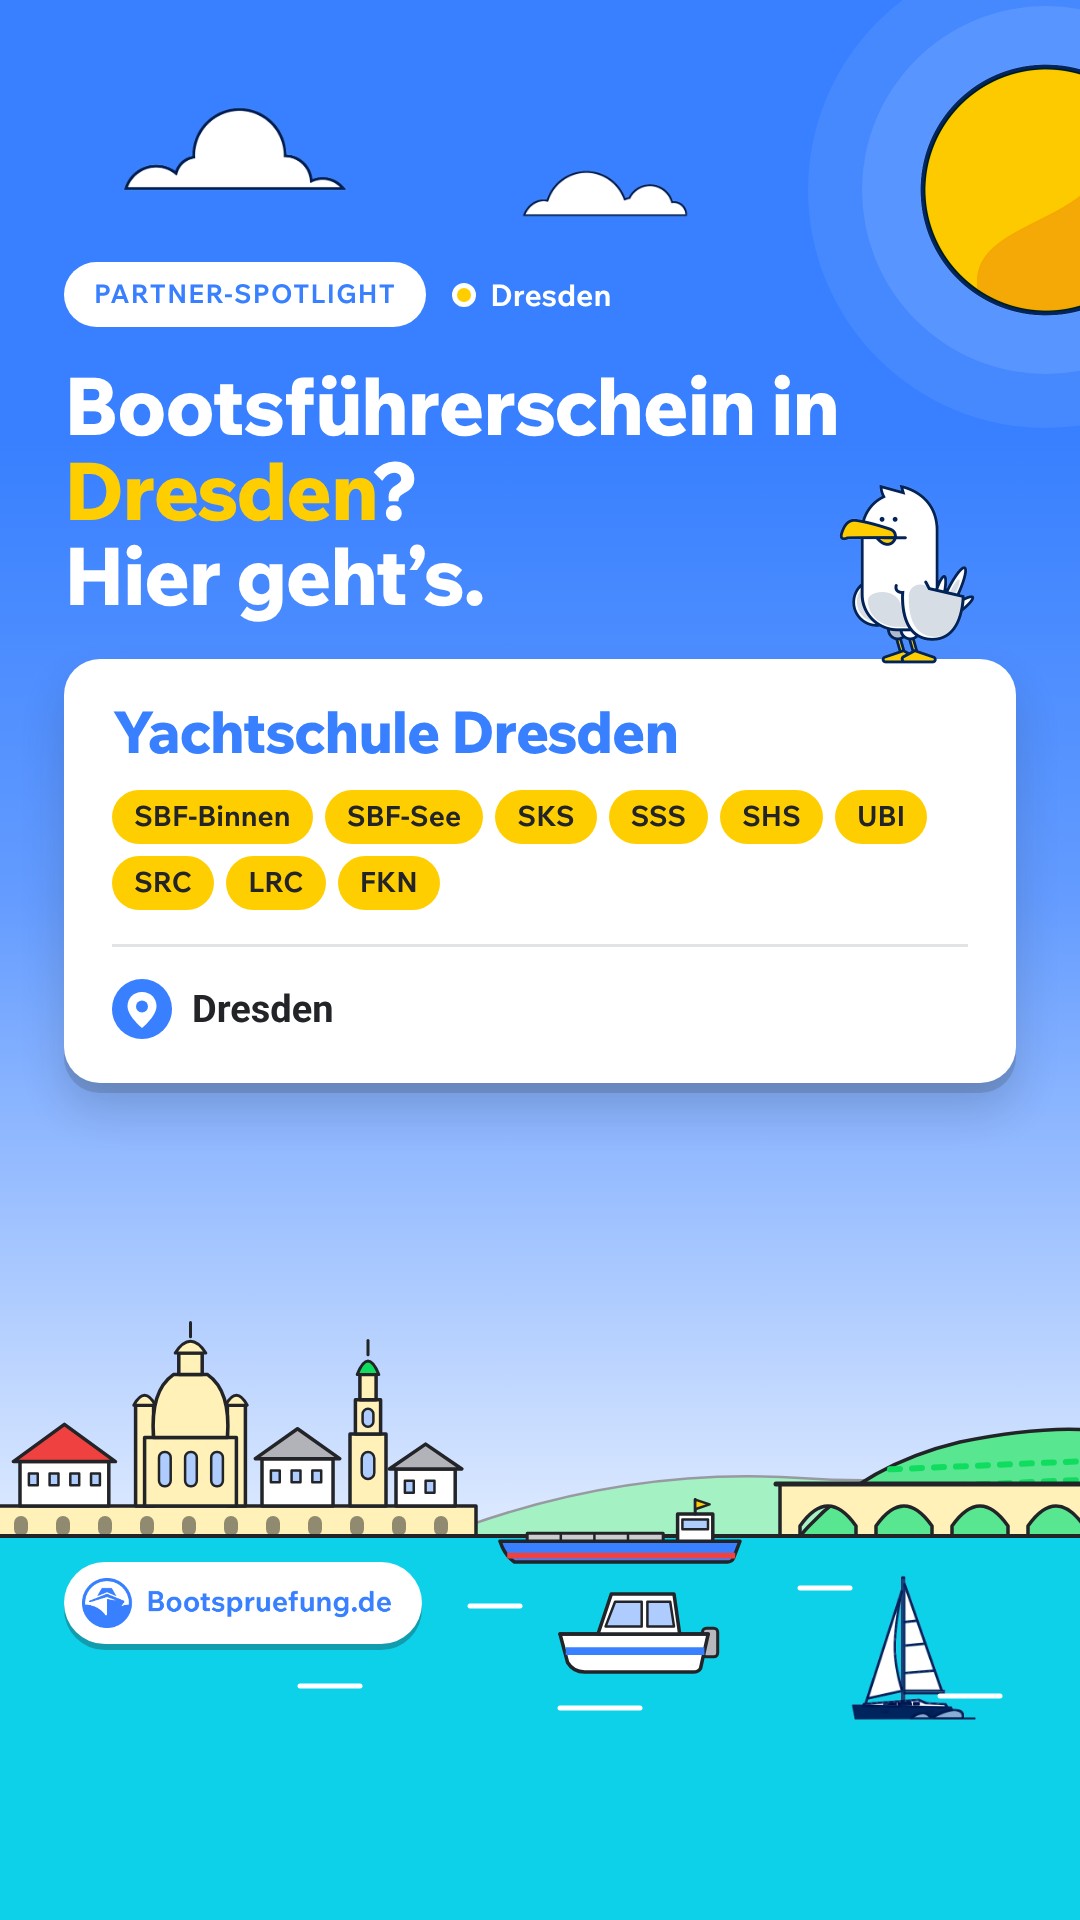 PARTNER-SPOTLIGHT
Dresden
Bootsführerschein in
Dresden?
Hier geht’s.
Yachtschule Dresden
SBF-Binnen SBF-See SKS SSS SHS UBI
SRC LRC FKN
Dresden
Bootspruefung.de